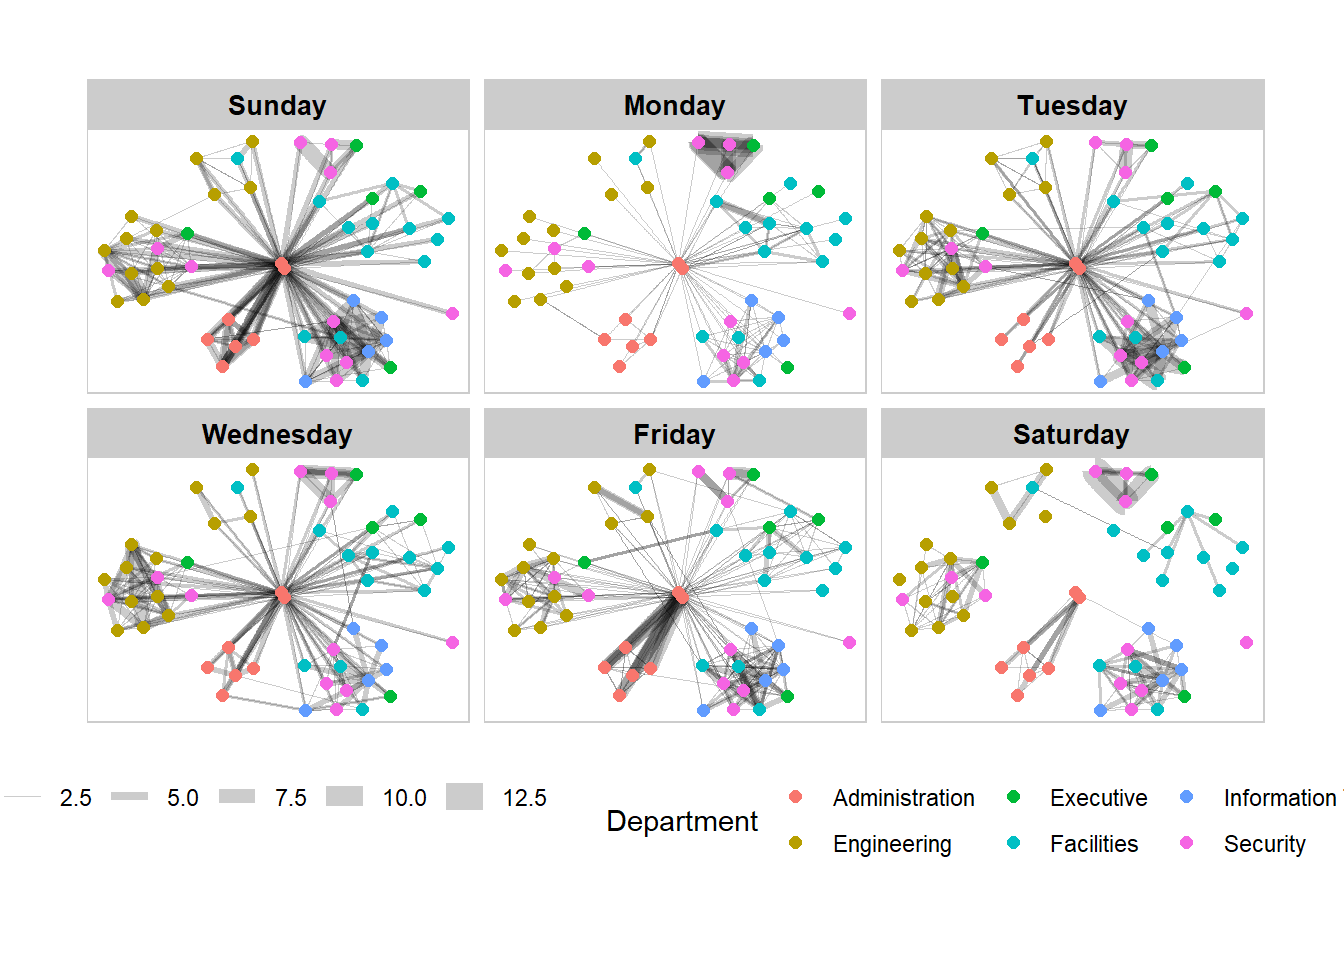 Sunday
Monday
Tuesday
Wednesday
Friday
Saturday
2.5 5.0 7.5 10.0 12.5
Department
Administration Executive Information
Engineering Facilities Security